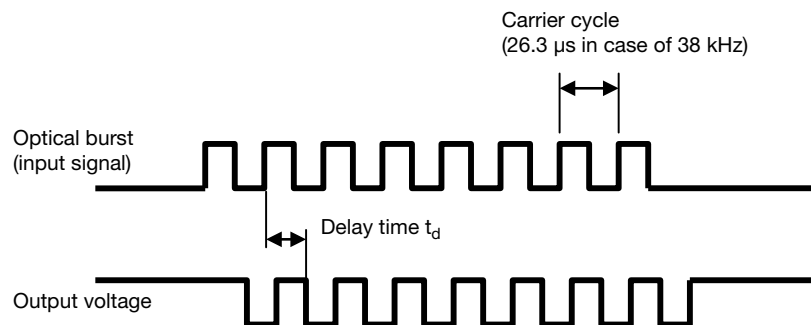 Carrier cycle
(26.3 µs in case of 38 kHz)
Optical burst
(input signal)
Delay time td
Output voltage